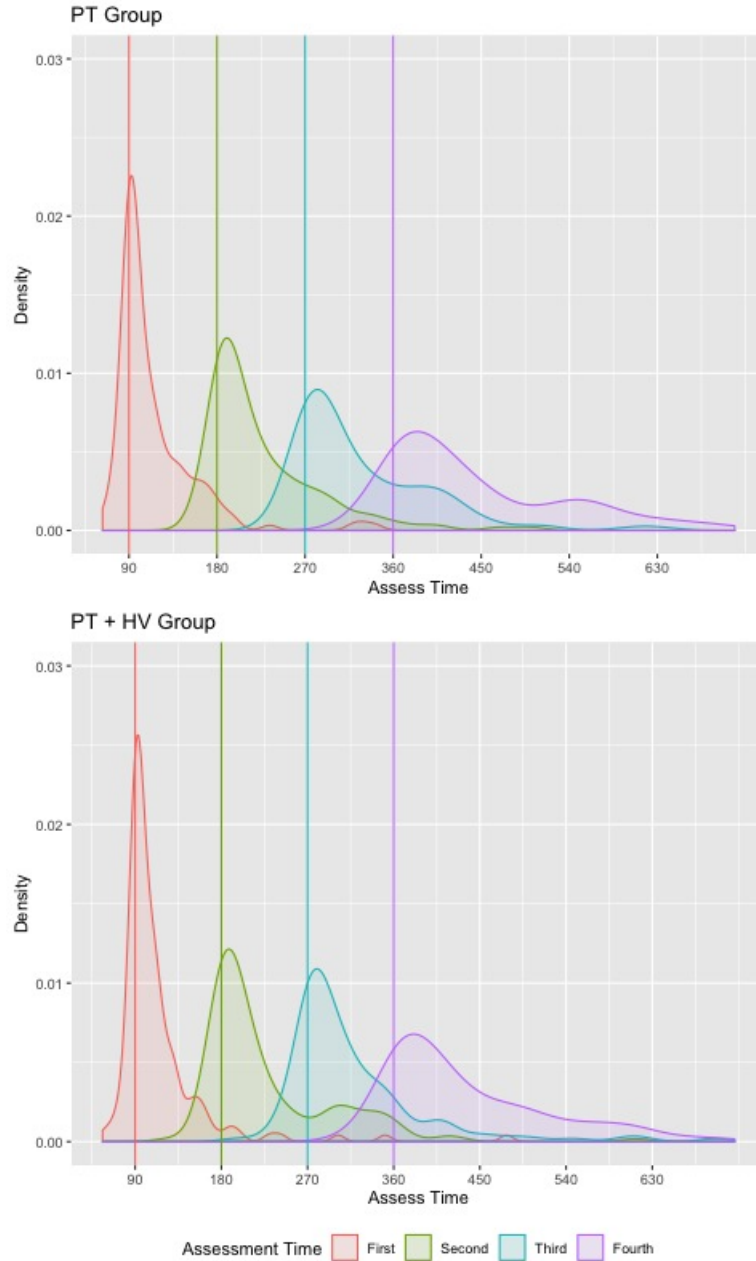 PT Group
0.03
0.02
0.01
0.00
Density
90 180 270 360 450 540 630
Assess Time
PT + HV Group
0.03
0.02
0.01
0.00
Density
90 180 270 360 450 540 630
Assess Time
Assessment Time First Second Third Fourth